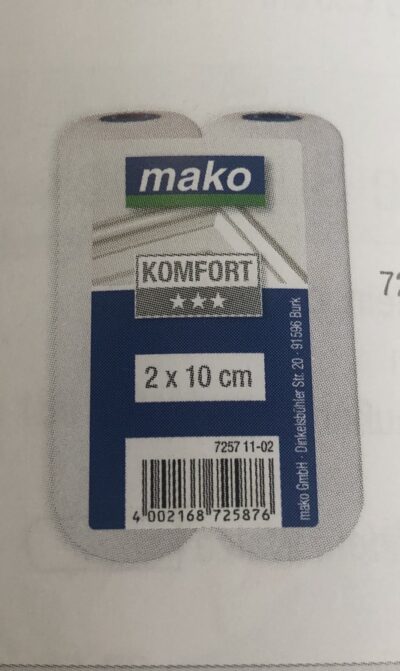 mako
KOMFORT
★★★
2 x 10 cm
7257 11-02
4 002168 725876
mako GmbH · Dinkelsbühler Str. 20 · 91596 Burk